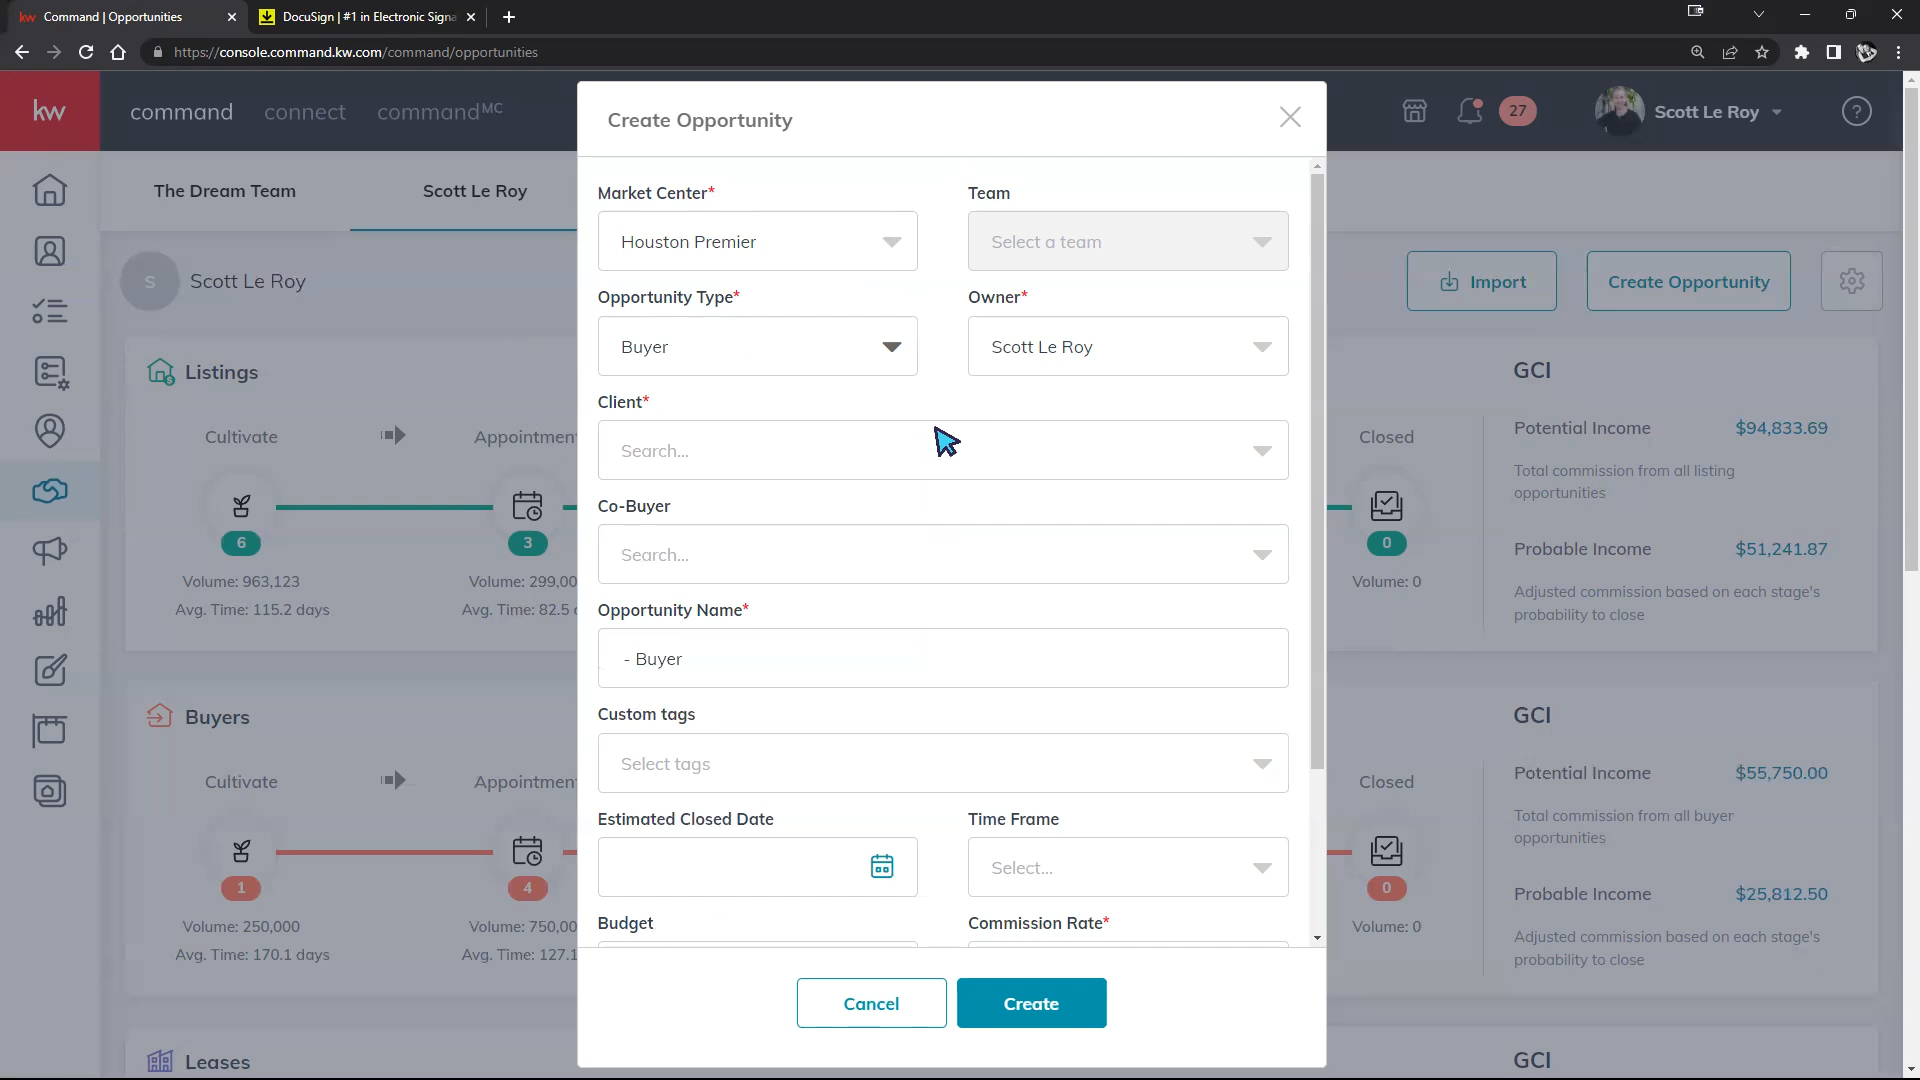 kw Command | Opportunities
DocuSign | #1 in Electronic Signa
https://console.command.kw.com/command/opportunities
kw
command connect commandMC
27
Scott Le Roy
?
The Dream Team
Scott Le Roy
S Scott Le Roy
Import
Create Opportunity
Listings
Cultivate
Appointmen
6
3
Volume: 963,123
Volume: 299,00
Avg. Time: 115.2 days
Avg. Time: 82.5 d
Buyers
Cultivate
Appointmen
1
4
Volume: 250,000
Volume: 750,00
Avg. Time: 170.1 days
Avg. Time: 127.1
Leases
Create Opportunity
Market Center*
Team
Houston Premier
Select a team
Opportunity Type*
Owner*
Buyer
Scott Le Roy
Client*
Search...
Co-Buyer
Search...
Opportunity Name*
- Buyer
Custom tags
Select tags
Estimated Closed Date
Time Frame
Select...
Budget
Commission Rate*
Cancel
Create
Closed
0
Volume: 0
GCI
Potential Income $94,833.69
Total commission from all listing
opportunities
Probable Income $51,241.87
Adjusted commission based on each stage's
probability to close
Closed
0
Volume: 0
GCI
Potential Income $55,750.00
Total commission from all buyer
opportunities
Probable Income $25,812.50
Adjusted commission based on each stage's
probability to close
GCI